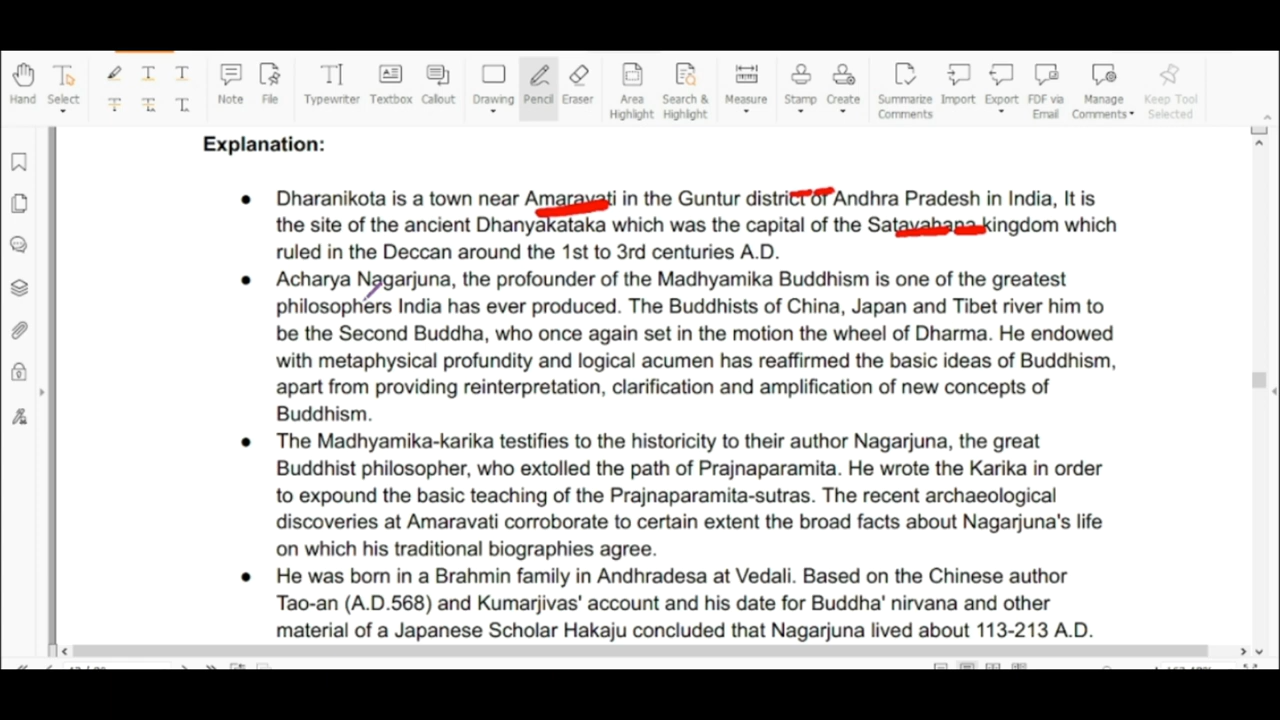 Hand
Select
Note
File
Typewriter
Textbox
Callout
Drawing
Pencil
Eraser
Area
Highlight
Search &
Highlight
Measure
Stamp
Create
Summarize
Comments
Import
Export
FDF via
Email
Manage
Comments
Keep Tool
Selected
Explanation:
● Dharanikota is a town near Amaravati in the Guntur district of Andhra Pradesh in India, It is
the site of the ancient Dhanyakataka which was the capital of the Satavahana kingdom which
ruled in the Deccan around the 1st to 3rd centuries A.D.
● Acharya Nagarjuna, the profounder of the Madhyamika Buddhism is one of the greatest
philosophers India has ever produced. The Buddhists of China, Japan and Tibet river him to
be the Second Buddha, who once again set in the motion the wheel of Dharma. He endowed
with metaphysical profundity and logical acumen has reaffirmed the basic ideas of Buddhism,
apart from providing reinterpretation, clarification and amplification of new concepts of
Buddhism.
● The Madhyamika-karika testifies to the historicity to their author Nagarjuna, the great
Buddhist philosopher, who extolled the path of Prajnaparamita. He wrote the Karika in order
to expound the basic teaching of the Prajnaparamita-sutras. The recent archaeological
discoveries at Amaravati corroborate to certain extent the broad facts about Nagarjuna's life
on which his traditional biographies agree.
● He was born in a Brahmin family in Andhradesa at Vedali. Based on the Chinese author
Tao-an (A.D.568) and Kumarjivas' account and his date for Buddha' nirvana and other
material of a Japanese Scholar Hakaju concluded that Nagarjuna lived about 113-213 A.D.